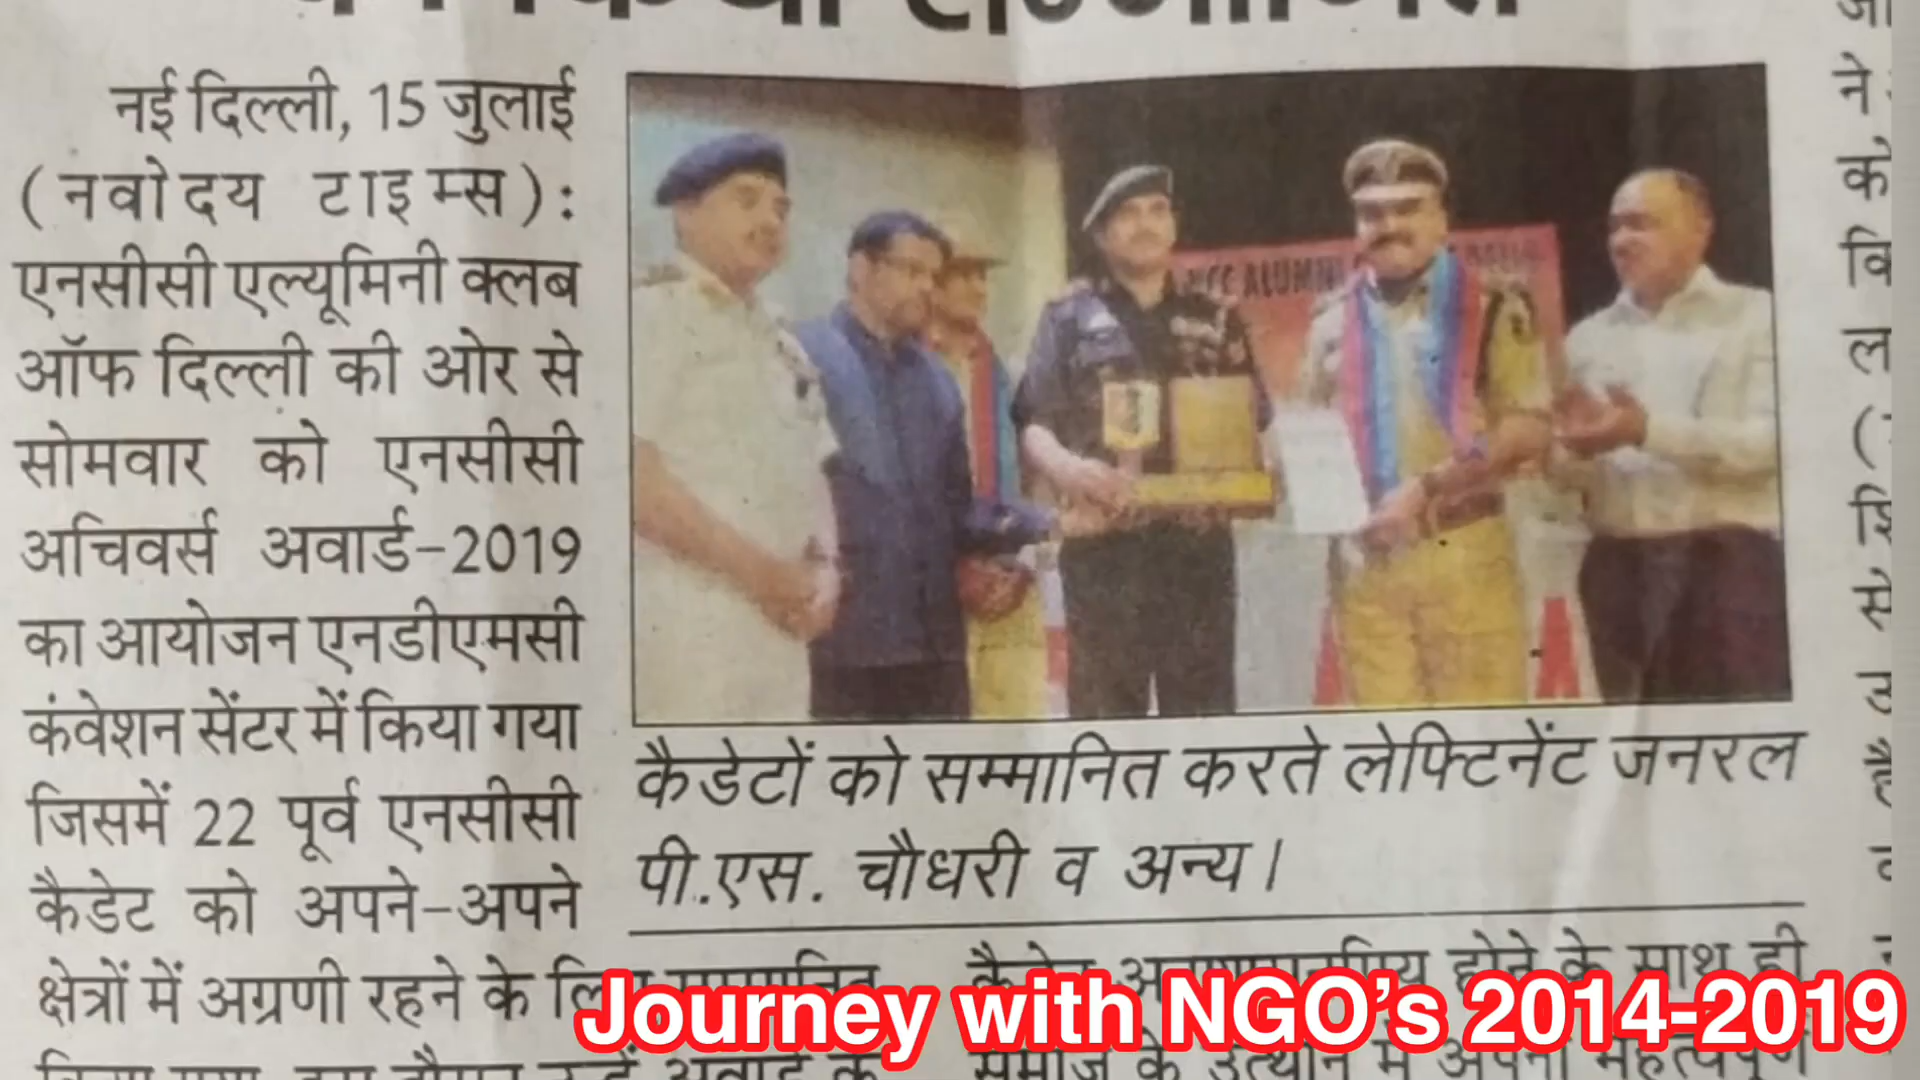 नई दिल्ली, 15 जुलाई
(नवोदय टाइम्स):
एनसीसी एल्यूमिनी क्लब
ऑफ दिल्ली की ओर से
सोमवार को एनसीसी
अचिवर्स अवार्ड-2019
का आयोजन एनडीएमसी
कंवेशन सेंटर में किया गया
जिसमें 22 पूर्व एनसीसी
कैडेट को अपने-अपने
क्षेत्रों में अग्रणी रहने के
NCC ALUMNI
कैडेटों को सम्मानित करते लेफ्टिनेंट जनरल
पी.एस. चौधरी व अन्य।
होने के साथ ही
Journey with NGO's 2014-2019